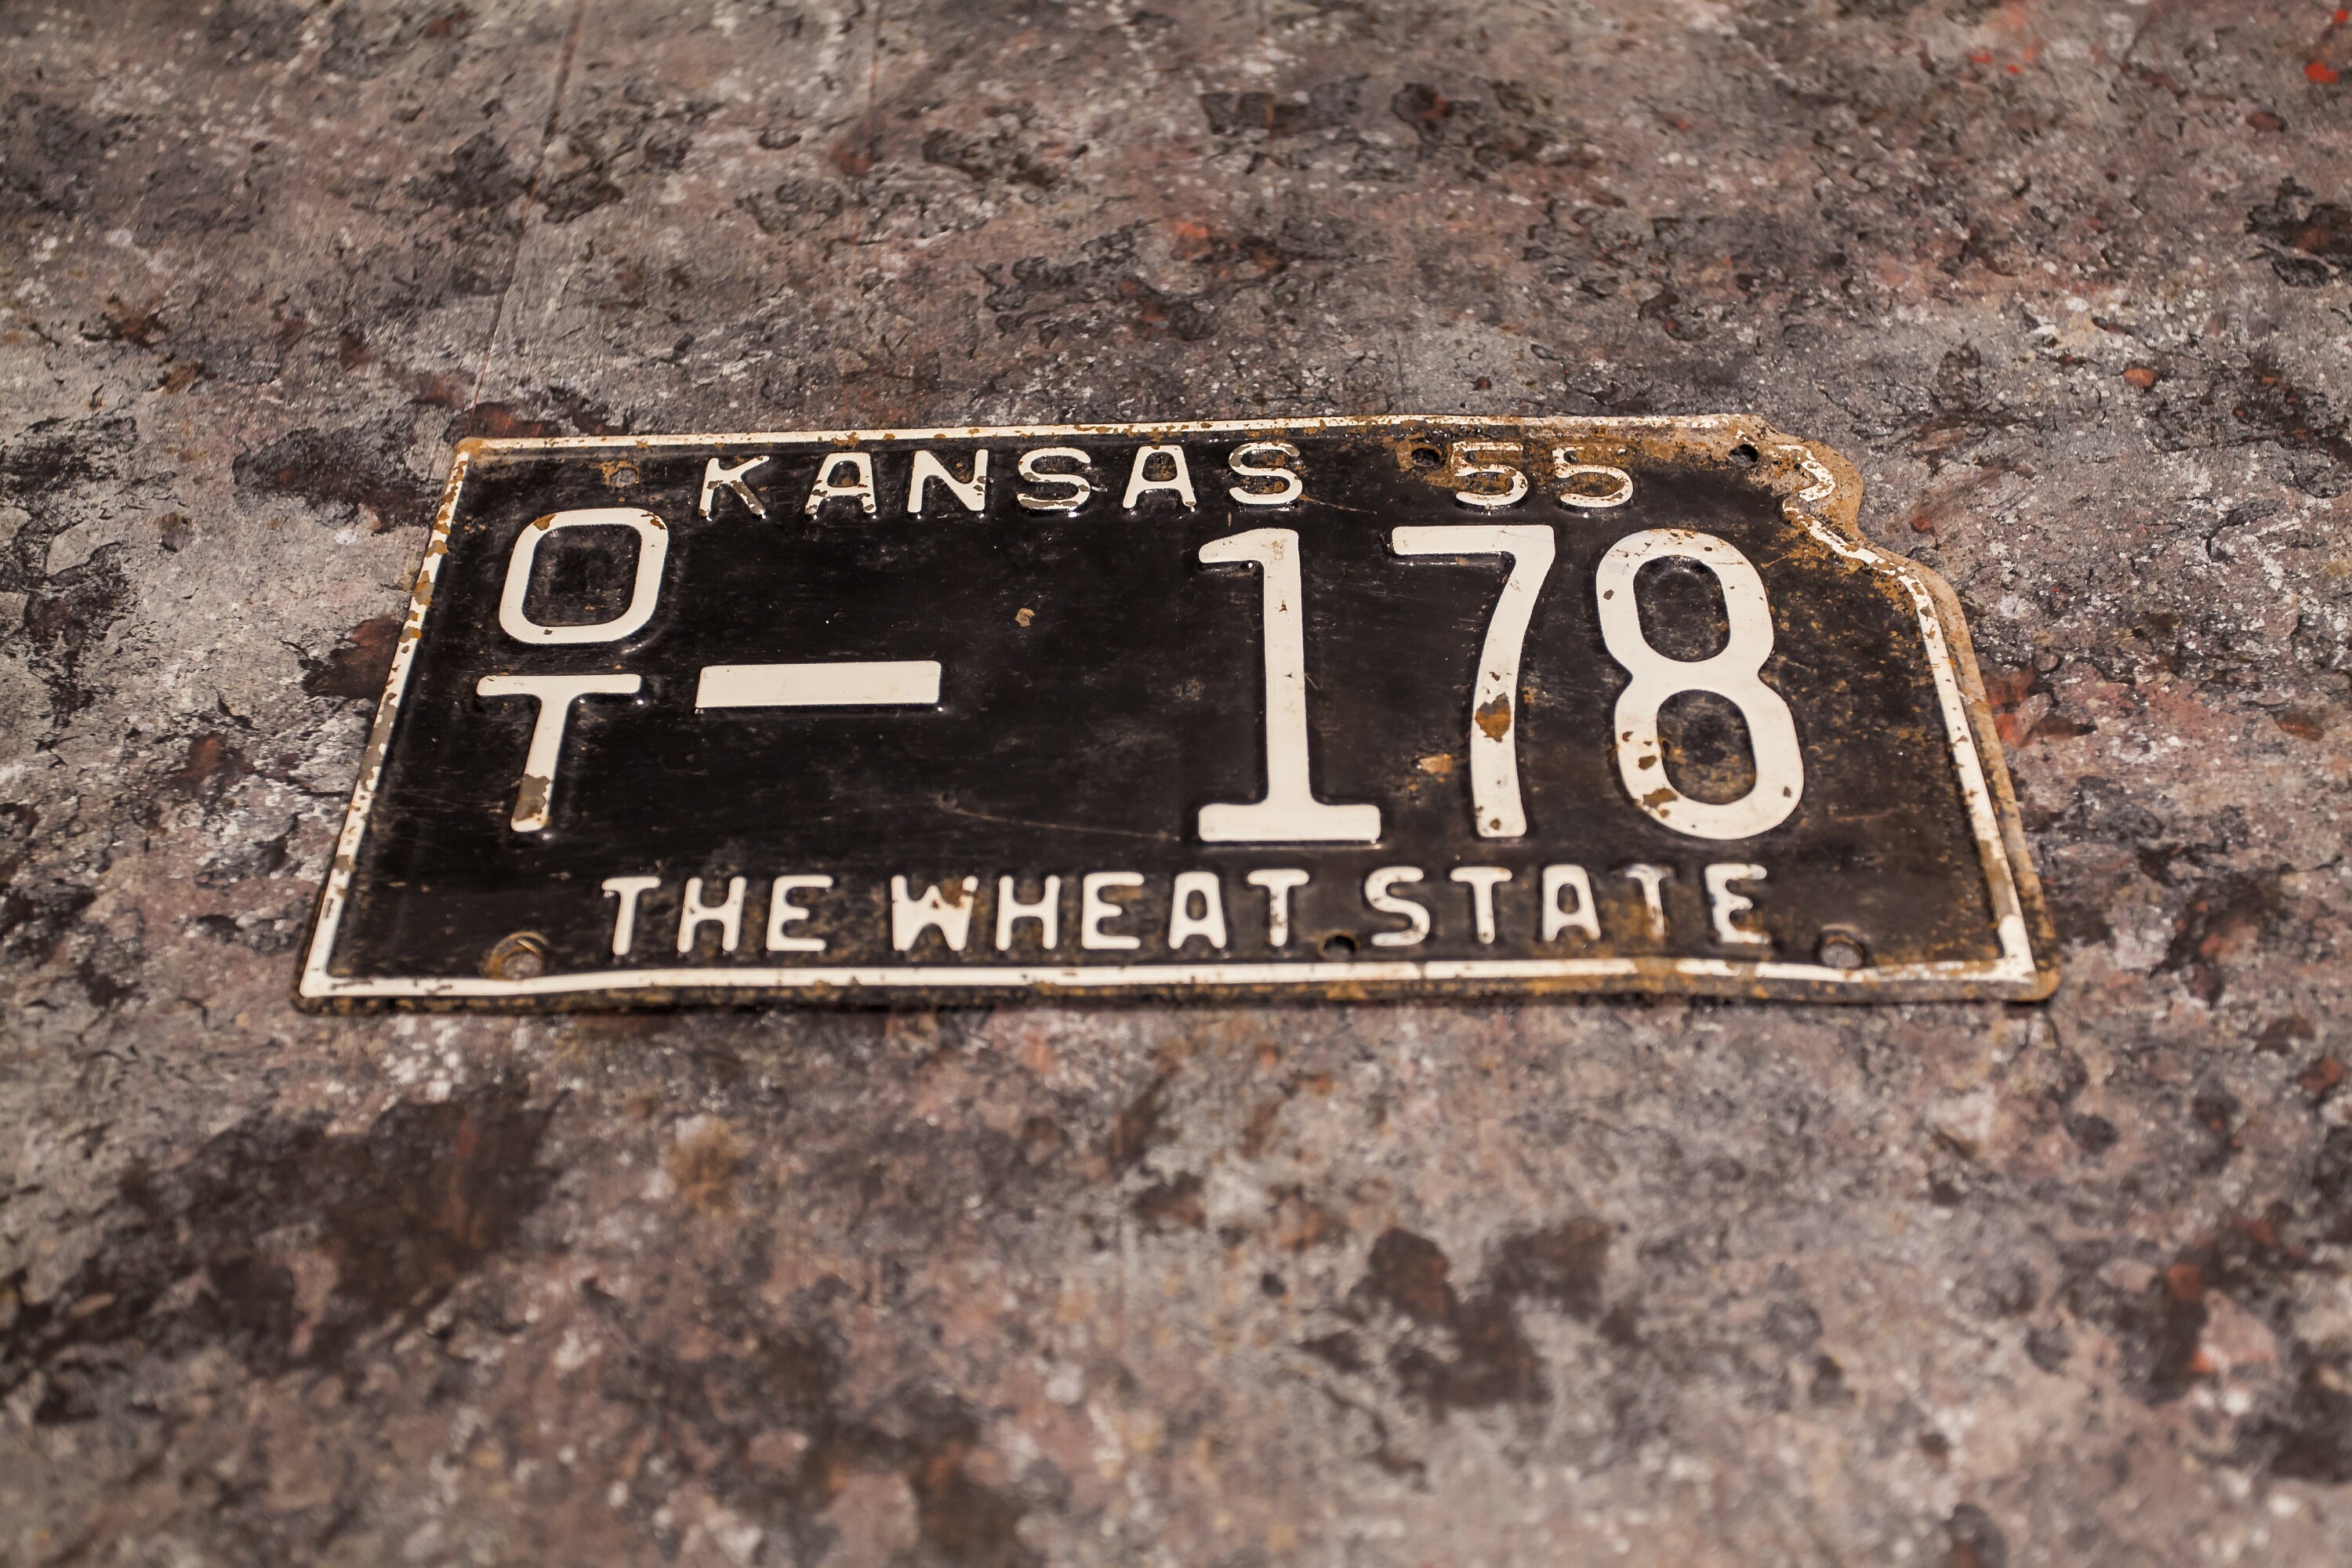 KANSAS 55
OT - 178
THE WHEAT STATE